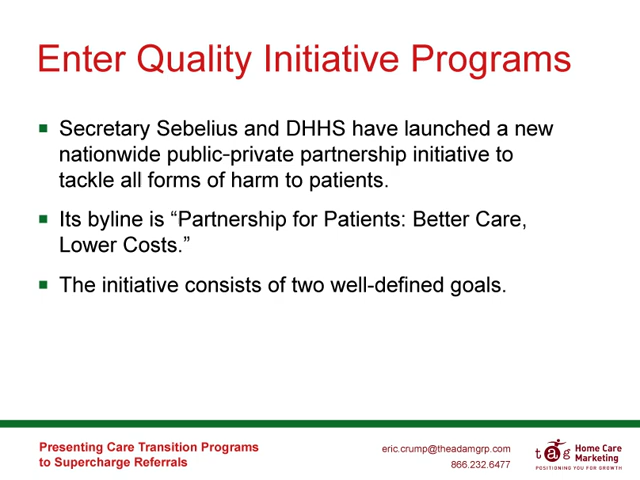 Enter Quality Initiative Programs
Secretary Sebelius and DHHS have launched a new
nationwide public-private partnership initiative to
tackle all forms of harm to patients.
Its byline is “Partnership for Patients: Better Care,
Lower Costs.”
The initiative consists of two well-defined goals.
Presenting Care Transition Programs
to Supercharge Referrals
eric.crump@theadamgrp.com
866.232.6477
tag Home Care
Marketing
POSITIONING YOU FOR GROWTH